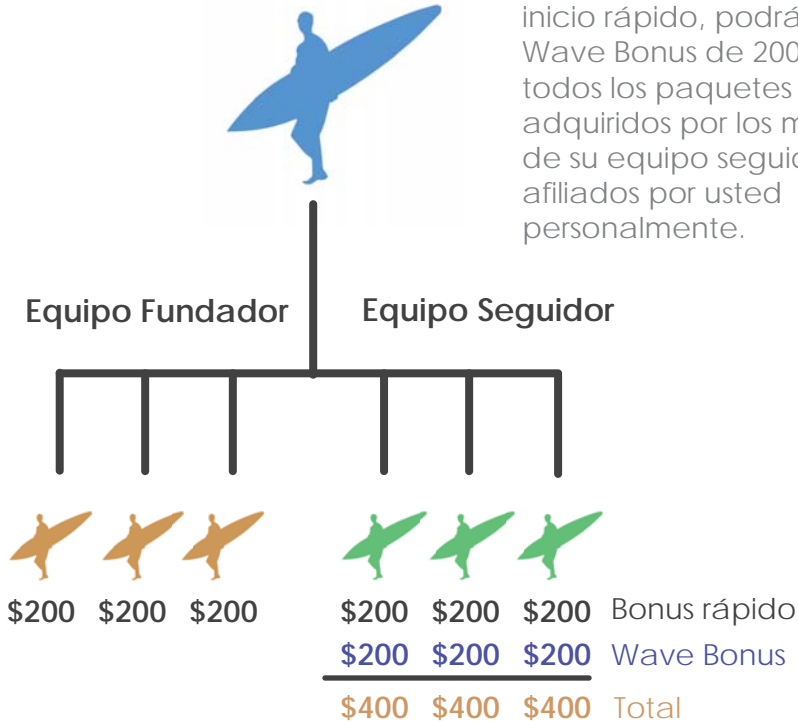 inicio rápido, podrá
Wave Bonus de 200
todos los paquetes
adquiridos por los
de su equipo
afiliados por usted
personalmente.
Equipo Fundador Equipo Seguidor
$200 $200 $200 $200 $200 $200 Bonus rápido
$200 $200 $200 Wave Bonus
$400 $400 $400 Total